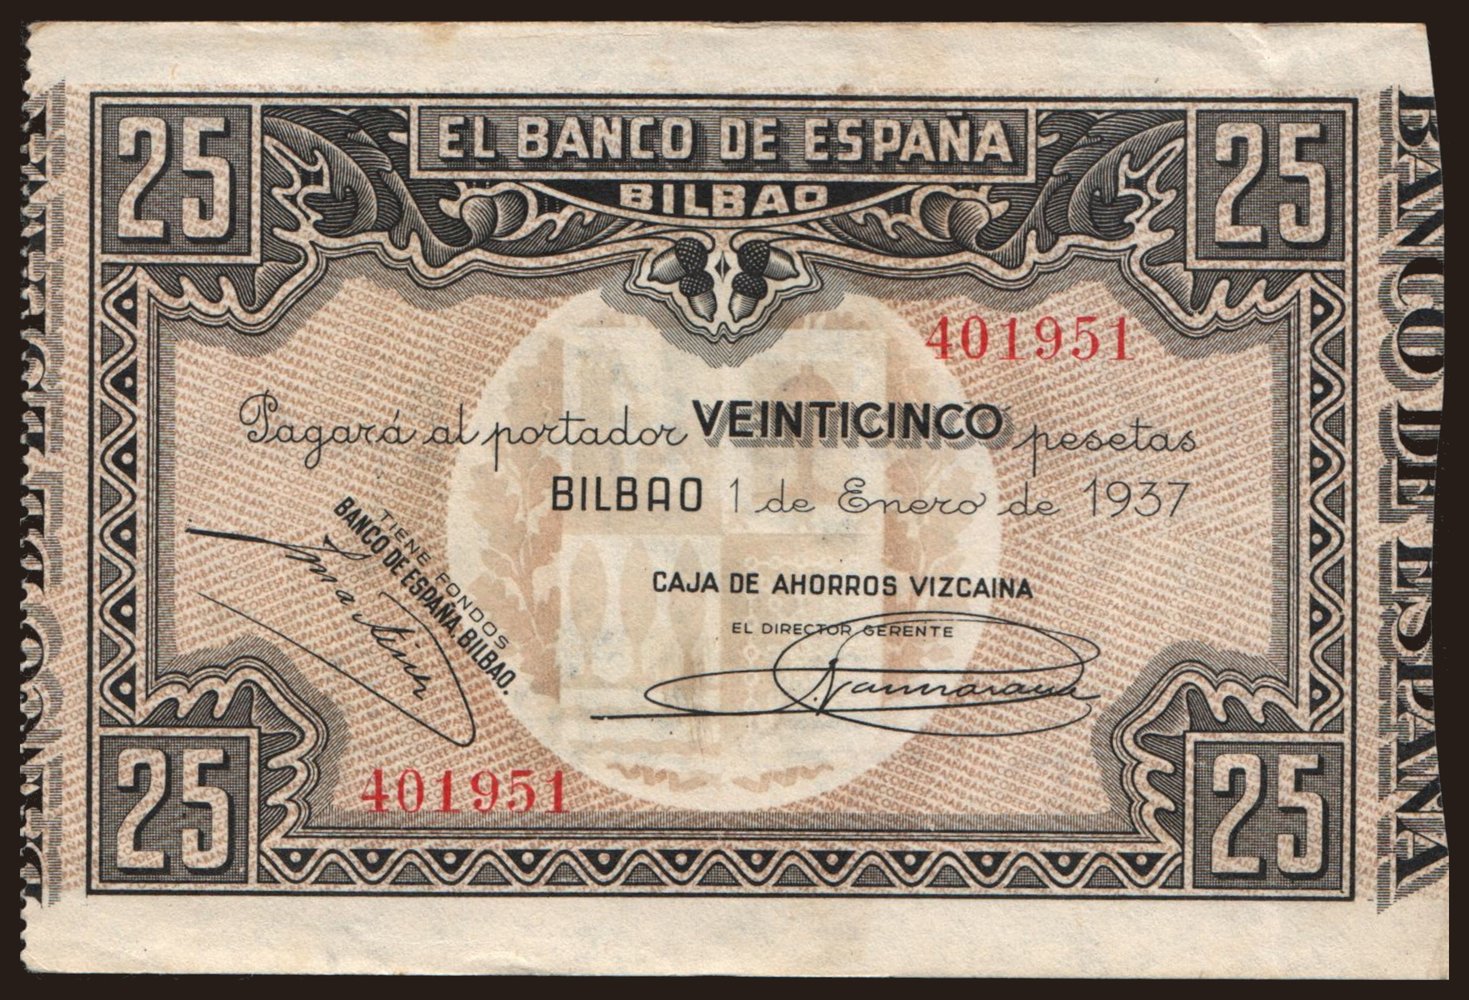 25 EL BANCO DE ESPAÑA 25
BILBAO
401951
Pagará al portador VEINTICINCO pesetas
BILBAO 1 de Enero de 1937
TIENE FONDOS
BANCO DE ESPAÑA. BILBAO.
CAJA DE AHORROS VIZCAINA
EL DIRECTOR GERENTE
401951
25 25
BANCO DE ESPAÑA